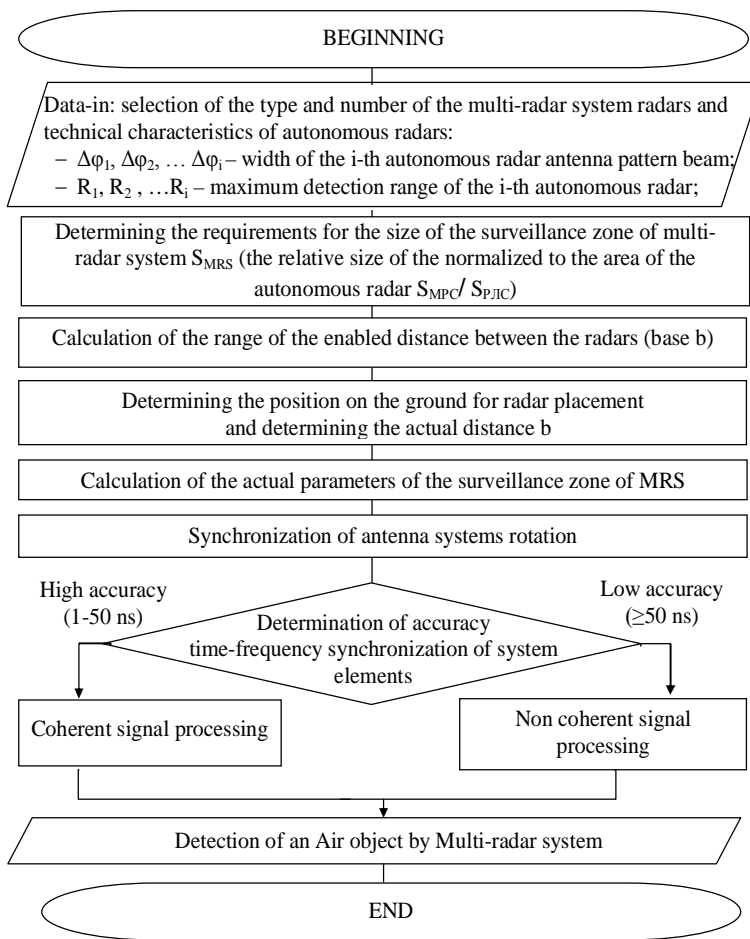 BEGINNING
Data-in: selection of the type and number of the multi-radar system radars and
technical characteristics of autonomous radars:
– Δφ₁, Δφ₂, … Δφᵢ – width of the i-th autonomous radar antenna pattern beam;
– R₁, R₂ , …Rᵢ – maximum detection range of the i-th autonomous radar;
Determining the requirements for the size of the surveillance zone of multi-
radar system S_MRS (the relative size of the normalized to the area of the
autonomous radar S_МРС/ S_РЛС)
Calculation of the range of the enabled distance between the radars (base b)
Determining the position on the ground for radar placement
and determining the actual distance b
Calculation of the actual parameters of the surveillance zone of MRS
Synchronization of antenna systems rotation
High accuracy
(1-50 ns)
Low accuracy
(≥50 ns)
Determination of accuracy
time-frequency synchronization of system
elements
Coherent signal processing
Non coherent signal
processing
Detection of an Air object by Multi-radar system
END